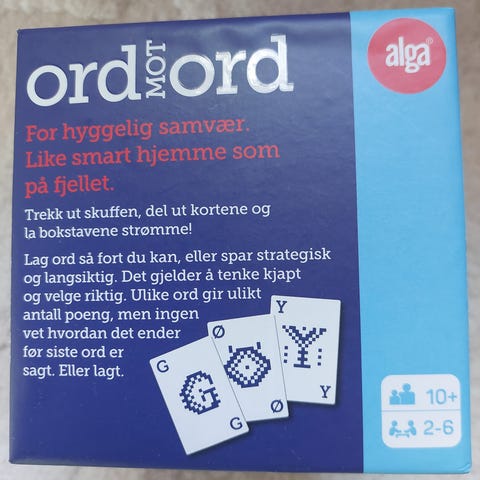 ord MOT ord
alga®
For hyggelig samvær.
Like smart hjemme som
på fjellet.
Trekk ut skuffen, del ut kortene og
la bokstavene strømme!
Lag ord så fort du kan, eller spar strategisk
og langsiktig. Det gjelder å tenke kjapt
og velge riktig. Ulike ord gir ulikt
antall poeng, men ingen
vet hvordan det ender
før siste ord er
sagt. Eller lagt.
G
G
G
Ø
Ø
Ø
Y
Y
Y
10+
2-6